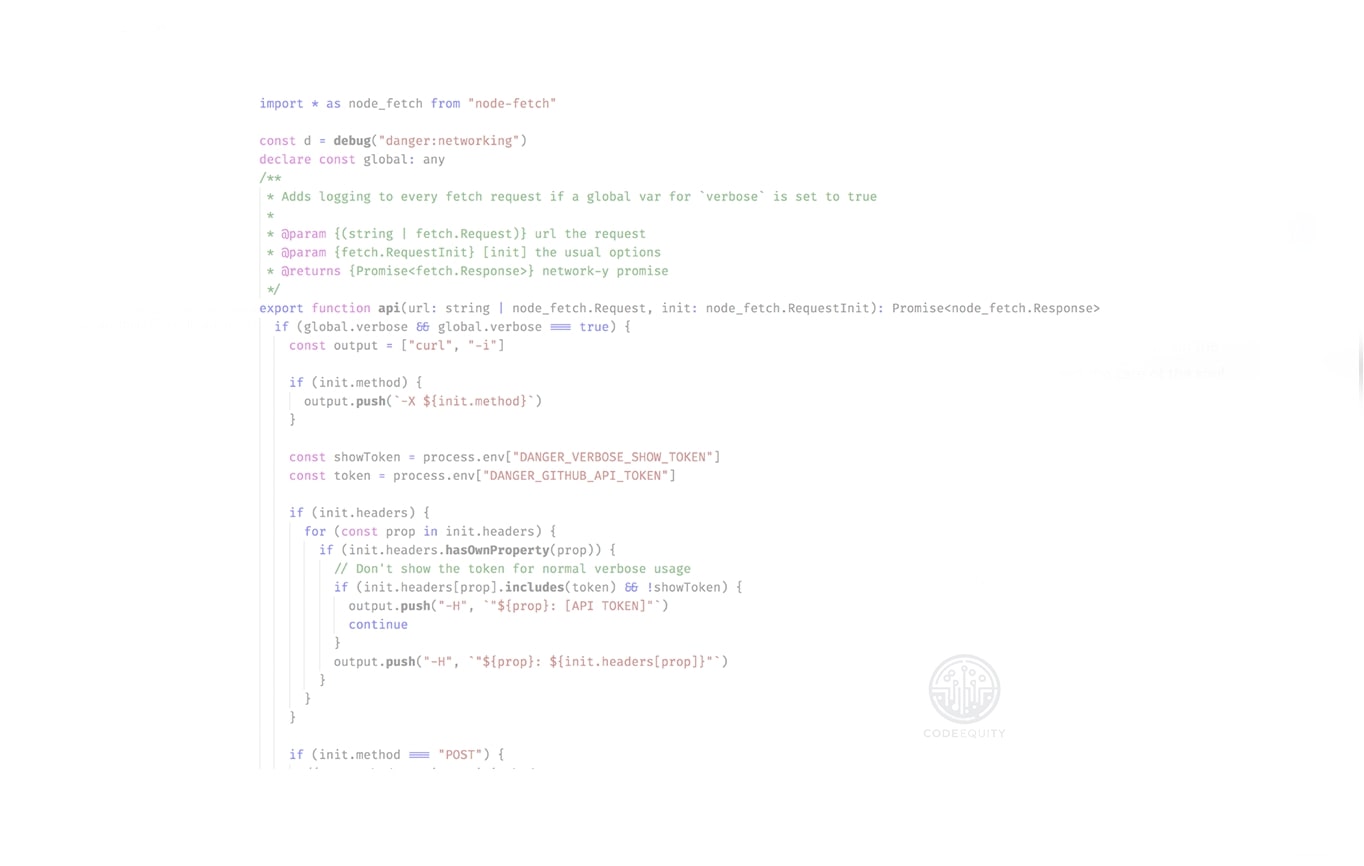 import * as node_fetch from "node-fetch"
const d = debug("danger:networking")
declare const global: any
/**
* Adds logging to every fetch request if a global var for `verbose` is set to true
*
* @param {(string | fetch.Request)} url the request
* @param {fetch.RequestInit} [init] the usual options
* @returns {Promise<fetch.Response>} network-y promise
*/
export function api(url: string | node_fetch.Request, init: node_fetch.RequestInit): Promise<node_fetch.Response>
if (global.verbose && global.verbose === true) {
const output = ["curl", "-i"]
if (init.method) {
output.push(`-X ${init.method}`)
}
const showToken = process.env["DANGER_VERBOSE_SHOW_TOKEN"]
const token = process.env["DANGER_GITHUB_API_TOKEN"]
if (init.headers) {
for (const prop in init.headers) {
if (init.headers.hasOwnProperty(prop)) {
// Don't show the token for normal verbose usage
if (init.headers[prop].includes(token) && !showToken) {
output.push("-H", `"${prop}: [API TOKEN]"`)
continue
}
output.push("-H", `"${prop}: ${init.headers[prop]}"`)
}
}
}
if (init.method === "POST") {
CODEEQUITY